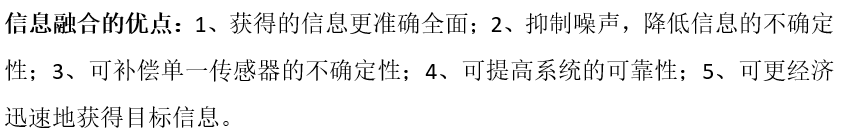 信息融合的优点：1、获得的信息更准确全面；2、抑制噪声，降低信息的不确定
性；3、可补偿单一传感器的不确定性；4、可提高系统的可靠性；5、可更经济
迅速地获得目标信息。